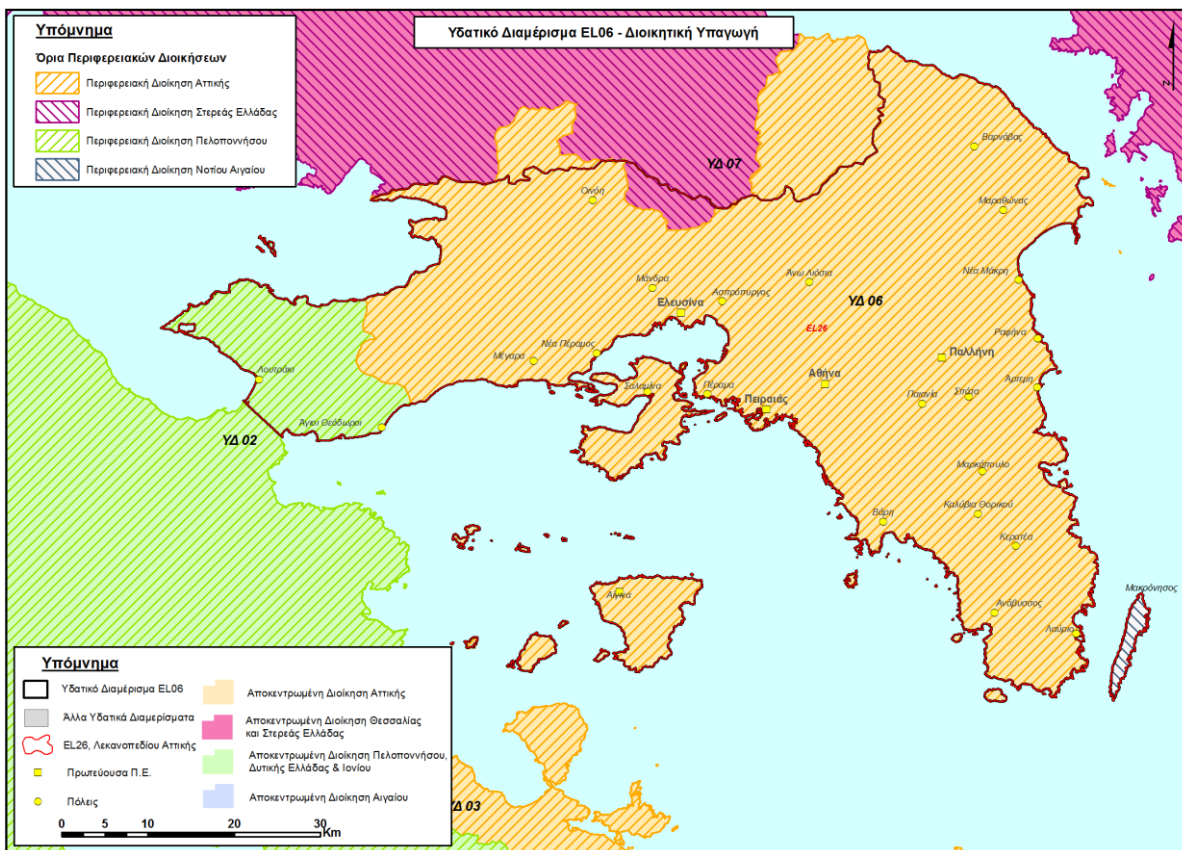 Υδατικό Διαμέρισμα EL06 - Διοικητική Υπαγωγή
Υπόμνημα
Όρια Περιφερειακών Διοικήσεων
Περιφερειακή Διοίκηση Αττικής
Περιφερειακή Διοίκηση Στερεάς Ελλάδας
Περιφερειακή Διοίκηση Πελοποννήσου
Περιφερειακή Διοίκηση Νοτίου Αιγαίου
N
Βαρνάβας
ΥΔ 07
Οινόη
Μαραθώνας
Μάνδρα
Άνω Λιόσια
Νέα Μάκρη
Ασπρόπυργος
ΥΔ 06
Ελευσίνα
EL26
Ραφήνα
Νέα Πέραμος
Μέγαρα
Παλλήνη
Λουτράκι
Σαλαμίνα
Πέραμα
Αθήνα
Άρτεμη
Πειραιάς
Παιανία
Σπάτα
ΥΔ 02
Άγιοι Θεόδωροι
Μαρκόπουλο
Βάρη
Καλύβια Θορικού
Κερατέα
Μακρόνησος
Αίγινα
Ανάβυσσος
Λαύριο
Υπόμνημα
Υδατικό Διαμέρισμα EL06
Άλλα Υδατικά Διαμερίσματα
EL26, Λεκανοπεδίου Αττικής
Πρωτεύουσα Π.Ε.
Πόλεις
Αποκεντρωμένη Διοίκηση Αττικής
Αποκεντρωμένη Διοίκηση Θεσσαλίας
και Στερεάς Ελλάδας
Αποκεντρωμένη Διοίκηση Πελοποννήσου,
Δυτικής Ελλάδας & Ιονίου
Αποκεντρωμένη Διοίκηση Αιγαίου
0 5 10 20 30
Km
ΥΔ 03